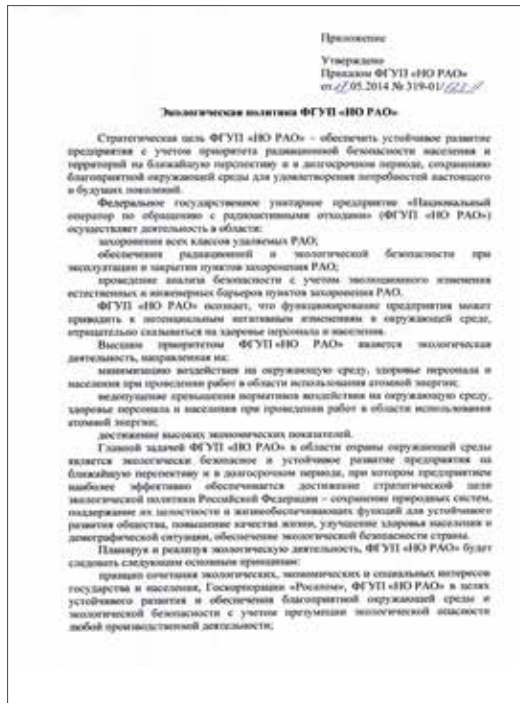 Приложение
Утверждено
Приказом ФГУП «НО РАО»
от 05.2014 № 319-01/
Экологическая политика ФГУП «НО РАО»
Стратегическая цель ФГУП «НО РАО» – обеспечить устойчивое развитие
предприятия с учетом приоритета радиационной безопасности населения и
территорий на ближайшую перспективу и в долгосрочном периоде, сохранению
благоприятной окружающей среды для удовлетворения потребностей настоящего
и будущих поколений.
Федеральное государственное унитарное предприятие «Национальный
оператор по обращению с радиоактивными отходами» (ФГУП «НО РАО»)
осуществляет деятельность в области:
захоронения всех классов удаляемых РАО;
обеспечения радиационной и экологической безопасности при
эксплуатации и закрытии пунктов захоронения РАО;
проведение анализа безопасности с учетом эволюционного изменения
естественных и инженерных барьеров пунктов захоронения РАО.
ФГУП «НО РАО» осознает, что функционирование предприятия может
приводить к потенциальным негативным изменениям в окружающей среде,
отрицательно сказываться на здоровье персонала и населения.
Высшим приоритетом ФГУП «НО РАО» является экологическая
деятельность, направленная на:
минимизацию воздействия на окружающую среду, здоровье персонала и
населения при проведении работ в области использования атомной энергии;
недопущение превышения нормативов воздействия на окружающую среду,
здоровье персонала и населения при проведении работ в области использования
атомной энергии;
достижение высоких экономических показателей.
Главной задачей ФГУП «НО РАО» в области охраны окружающей среды
является экологически безопасное и устойчивое развитие предприятия на
ближайшую перспективу и в долгосрочном периоде, при котором предприятием
наиболее эффективно обеспечивается достижение стратегической цели
экологической политики Российской Федерации – сохранение природных систем,
поддержание их целостности и жизнеобеспечивающих функций для устойчивого
развития общества, повышение качества жизни, улучшение здоровья населения и
демографической ситуации, обеспечение экологической безопасности страны.
Планируя и реализуя экологическую деятельность, ФГУП «НО РАО» будет
следовать следующим основным принципам:
принцип сочетания экологических, экономических и социальных интересов
государства и населения, Госкорпорации «Росатом», ФГУП «НО РАО» в целях
устойчивого развития и обеспечения благоприятной окружающей среды и
экологической безопасности с учетом презумпции экологической опасности
любой производственной деятельности;